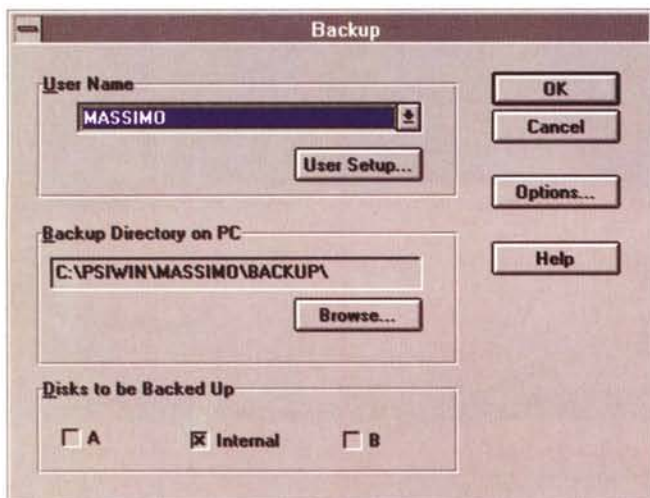 Backup
User Name
MASSIMO
User Setup...
Backup Directory on PC
C:\PSIWIN\MASSIMO\BACKUP\
Browse...
Disks to be Backed Up
A Internal B
OK
Cancel
Options...
Help